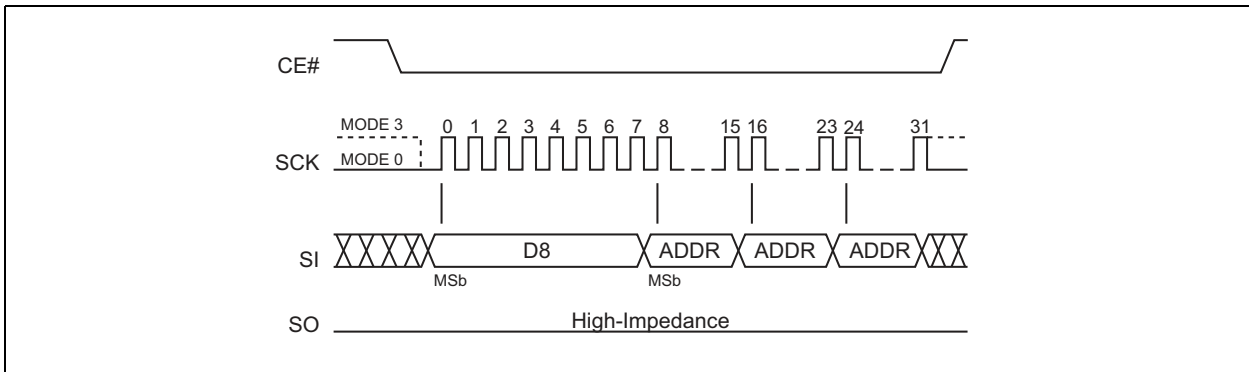 CE#
MODE 3
0 1 2 3 4 5 6 7 8 15 16 23 24 31
SCK
MODE 0
SI
D8 ADDR ADDR ADDR
MSb MSb
SO
High-Impedance